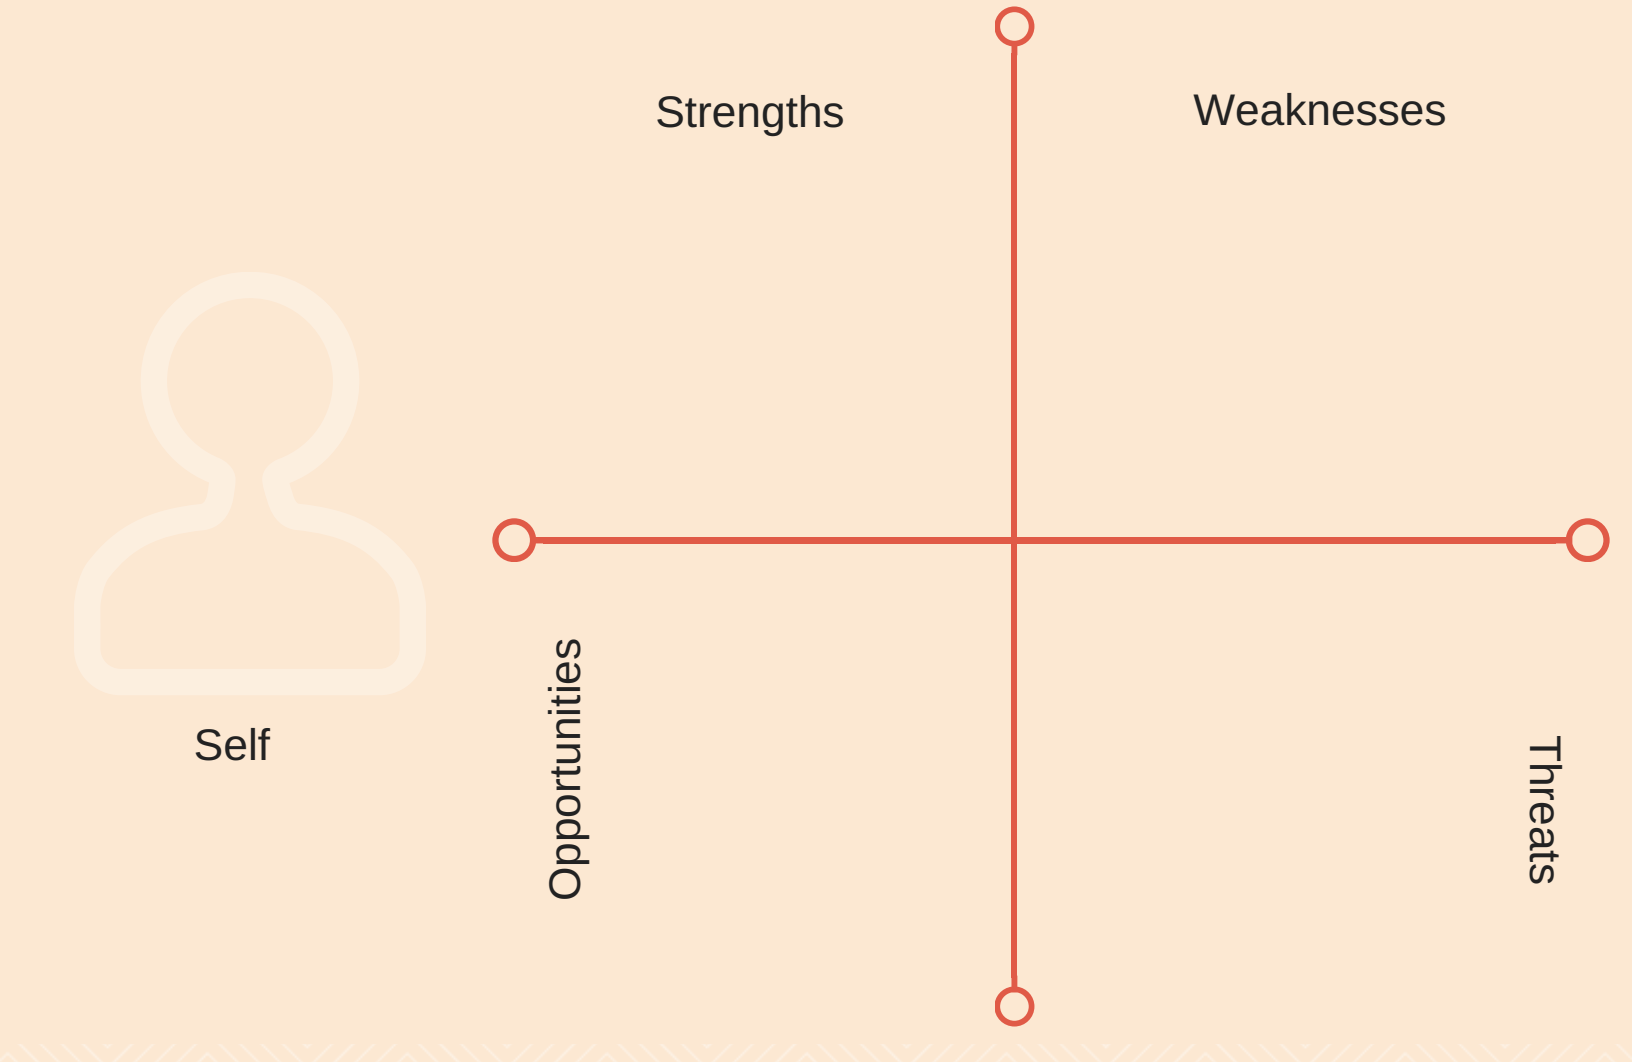 Strengths
Weaknesses
Self
Opportunities
Threats